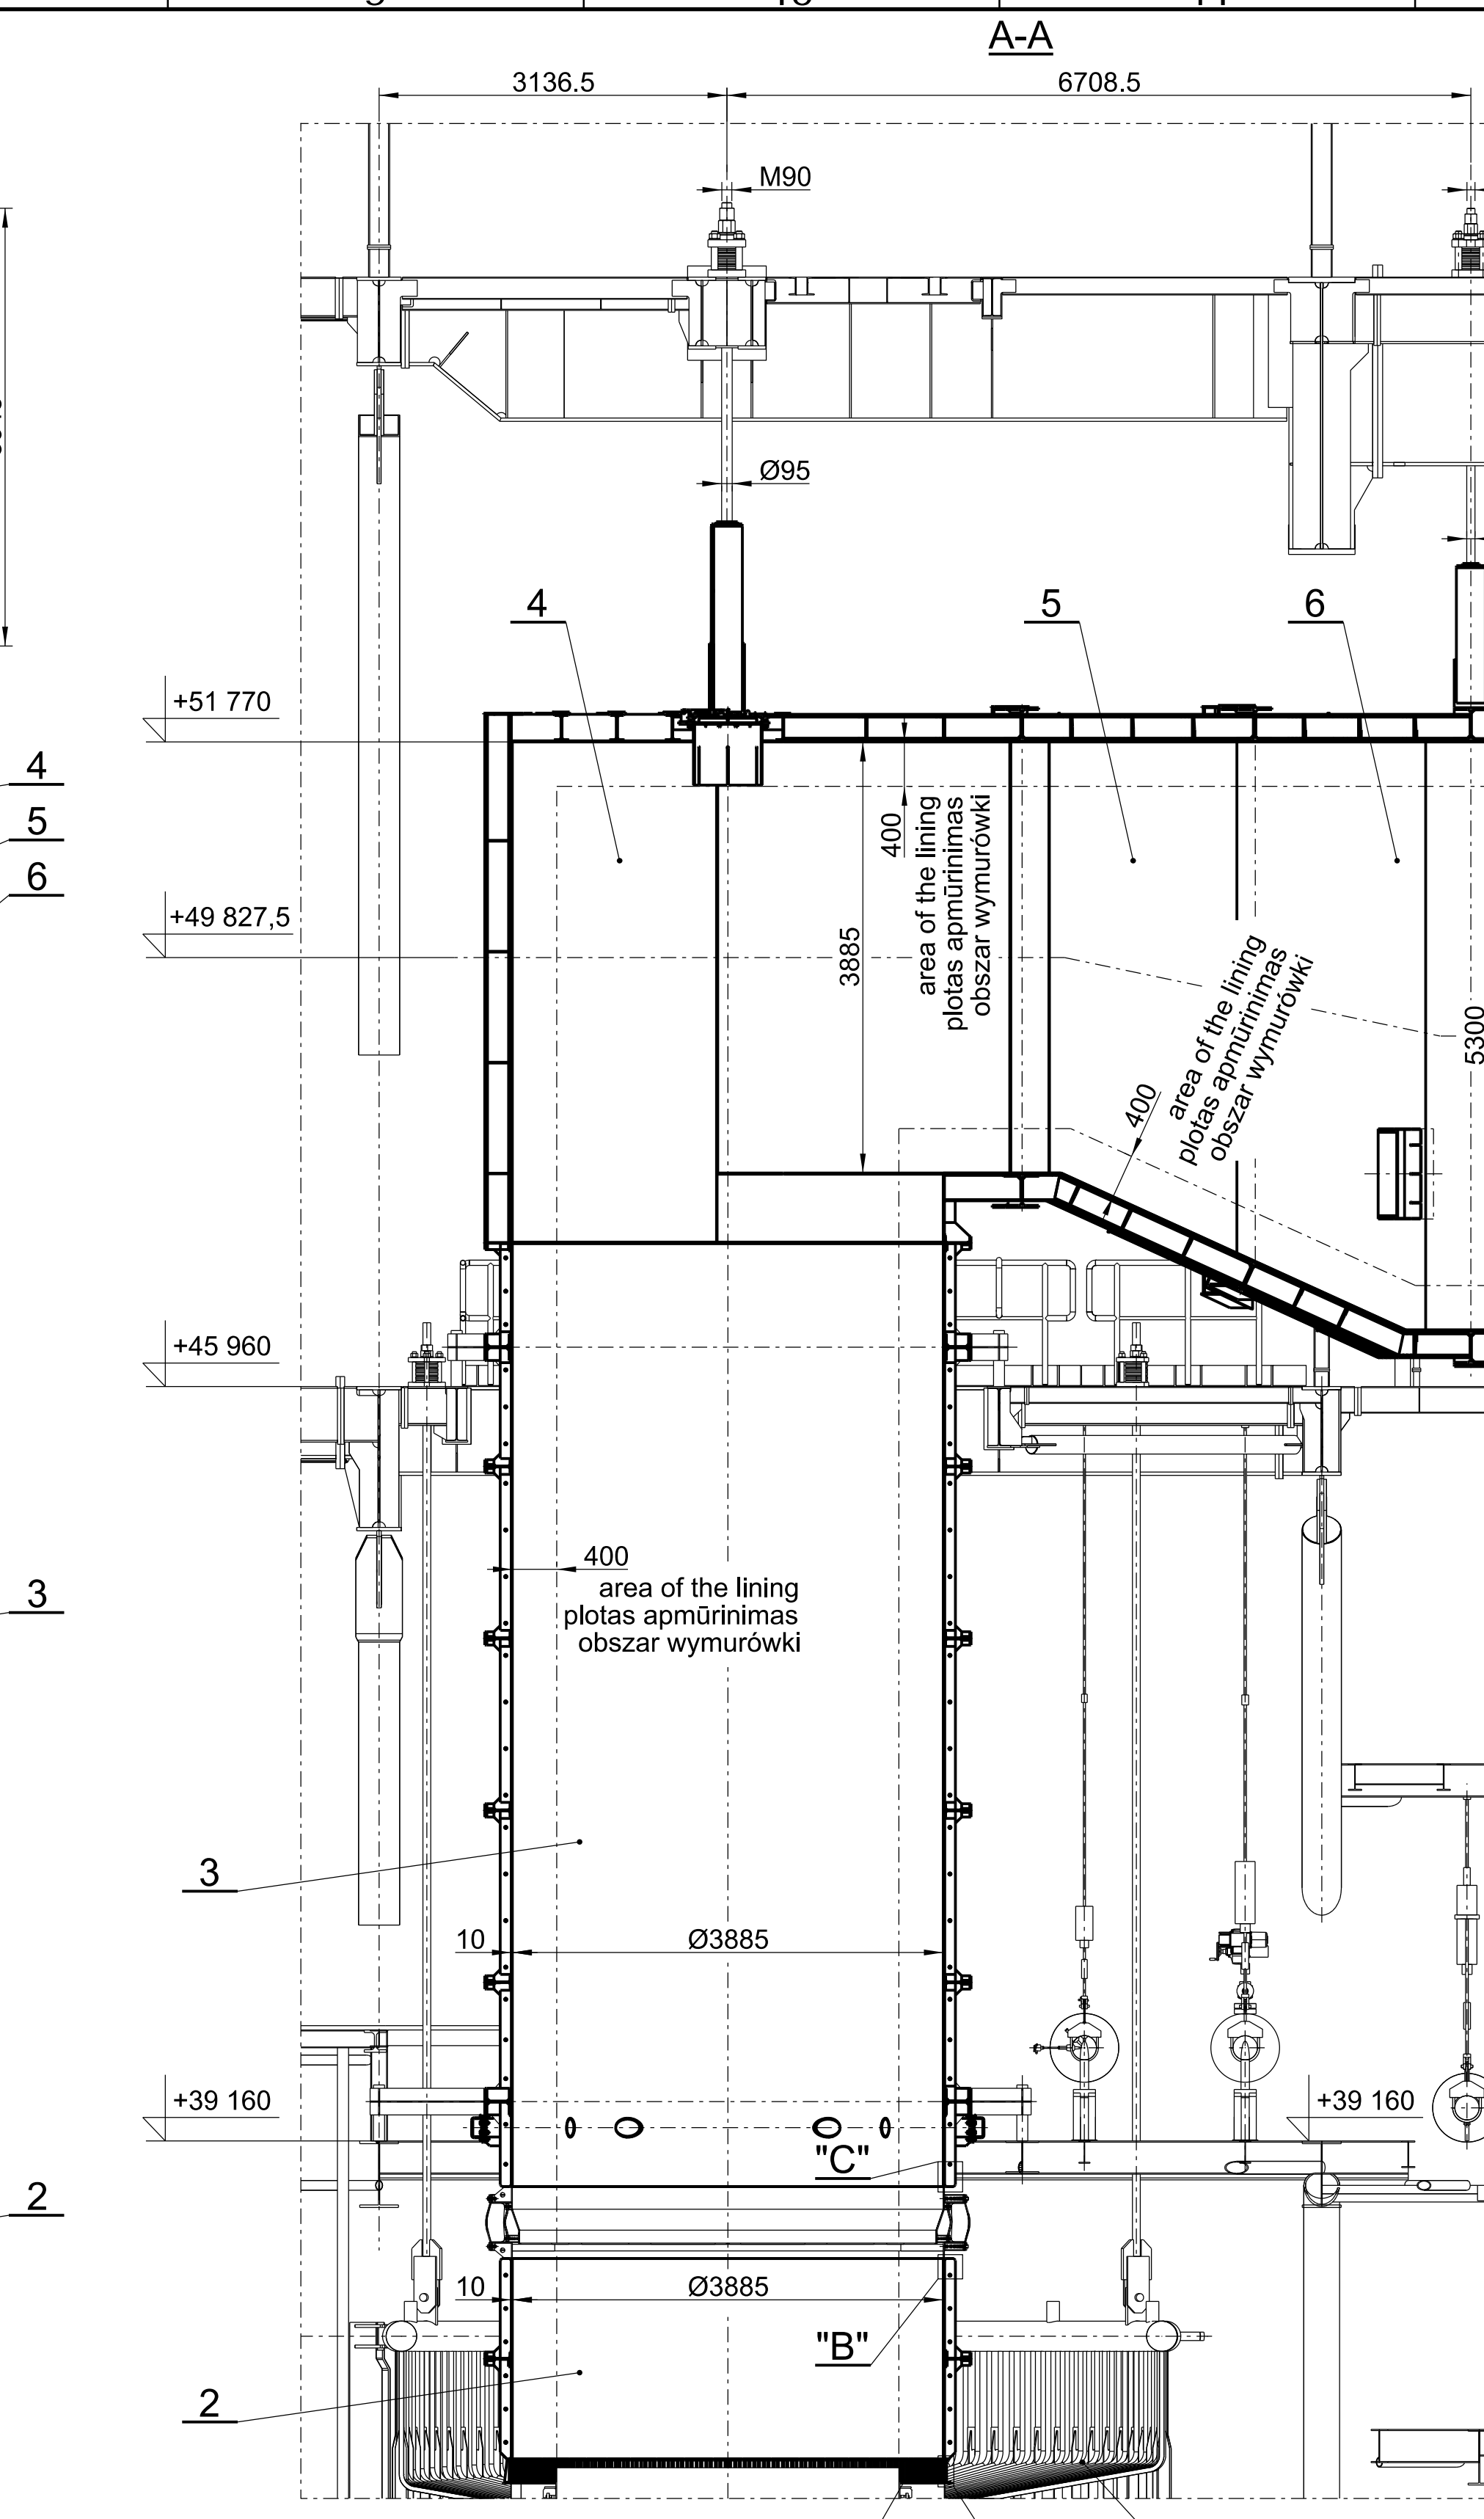 A-A
3136.5
6708.5
M90
Ø95
4
5
6
+51 770
4
5
6
400
area of the lining
plotas apmūrinimas
obszar wymurówki
+49 827,5
3885
area of the lining
plotas apmūrinimas
obszar wymurówki
5300
400
+45 960
400
area of the lining
plotas apmūrinimas
obszar wymurówki
3
3
10
Ø3885
+39 160
+39 160
"C"
2
10
Ø3885
"B"
2